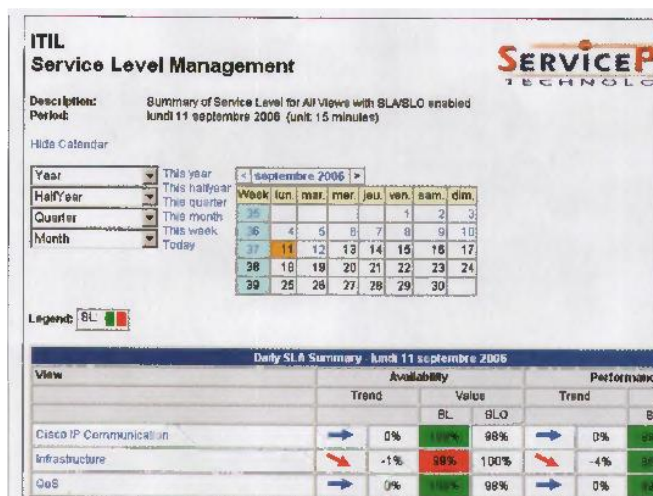 ITIL
Service Level Management
SERVICEP
TECHNOLO
Description: Summary of Service Level for All Views with SLA/SLO enabled
Period: lundi 11 septembre 2006 (unit: 15 minutes)
Hide Calendar
Year
HalfYear
Quarter
Month
This year
This halfyear
This quarter
This month
This week
Today
< septembre 2006 >
Week lun. mar. mer. jeu. ven. sam. dim.
35 1 2 3
36 4 5 6 7 8 9 10
37 11 12 13 14 15 16 17
38 18 19 20 21 22 23 24
39 25 26 27 28 29 30
Legend: SL:
Daily SLA Summary - lundi 11 septembre 2006
View Availability Performanc
Trend Value Trend
SL SLO S
Cisco IP Communication 0% 100% 98% 0%
Infrastructure -1% 99% 100% -4%
QoS 0% 100% 98% 0%